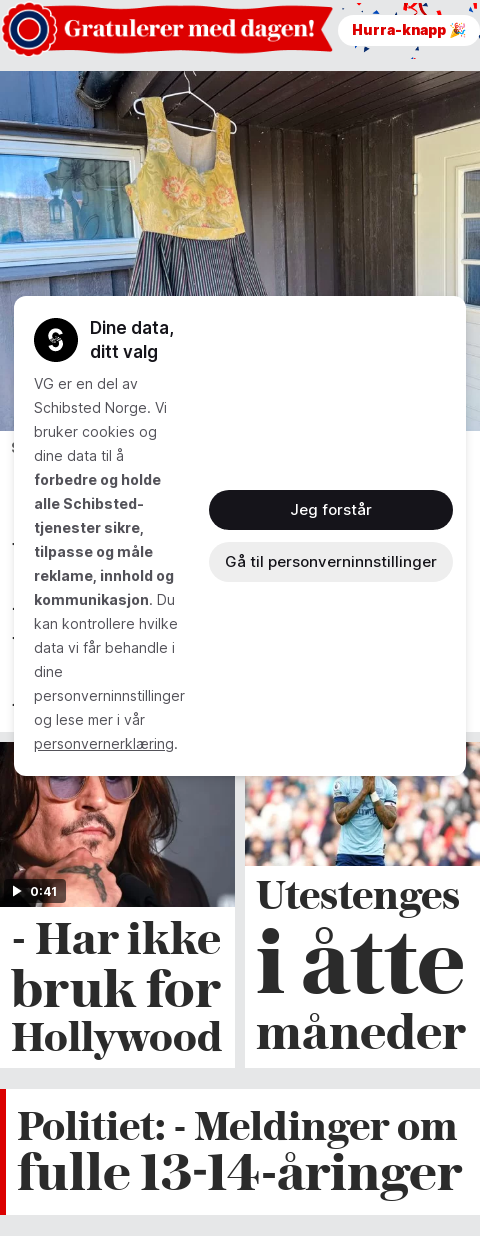 Gratulerer med dagen!
Hurra-knapp 🎉
Dine data,
ditt valg
VG er en del av
Schibsted Norge. Vi
bruker cookies og
dine data til å
forbedre og holde
alle Schibsted-
tjenester sikre,
tilpasse og måle
reklame, innhold og
kommunikasjon. Du
kan kontrollere hvilke
data vi får behandle i
dine
personverninnstillinger
og lese mer i vår
personvernerklæring.
Jeg forstår
Gå til personverninnstillinger
0:41
- Har ikke
bruk for
Hollywood
Utestenges
i åtte
måneder
Politiet: - Meldinger om
fulle 13-14-åringer